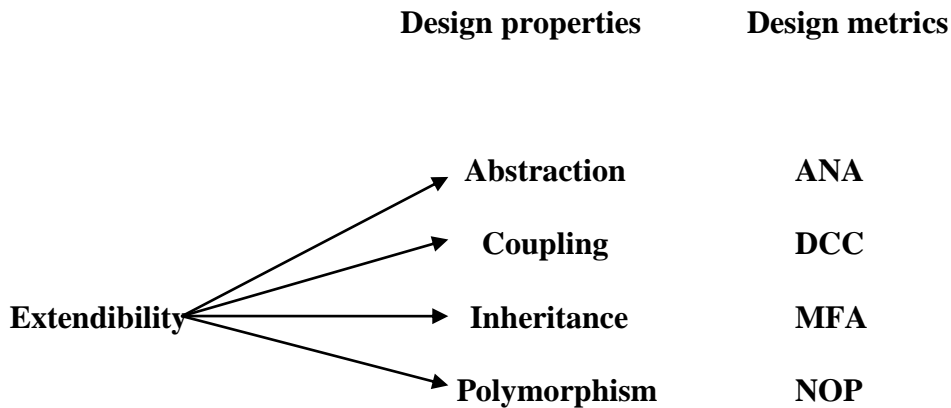 Design properties Design metrics
Abstraction ANA
Coupling DCC
Extendibility Inheritance MFA
Polymorphism NOP